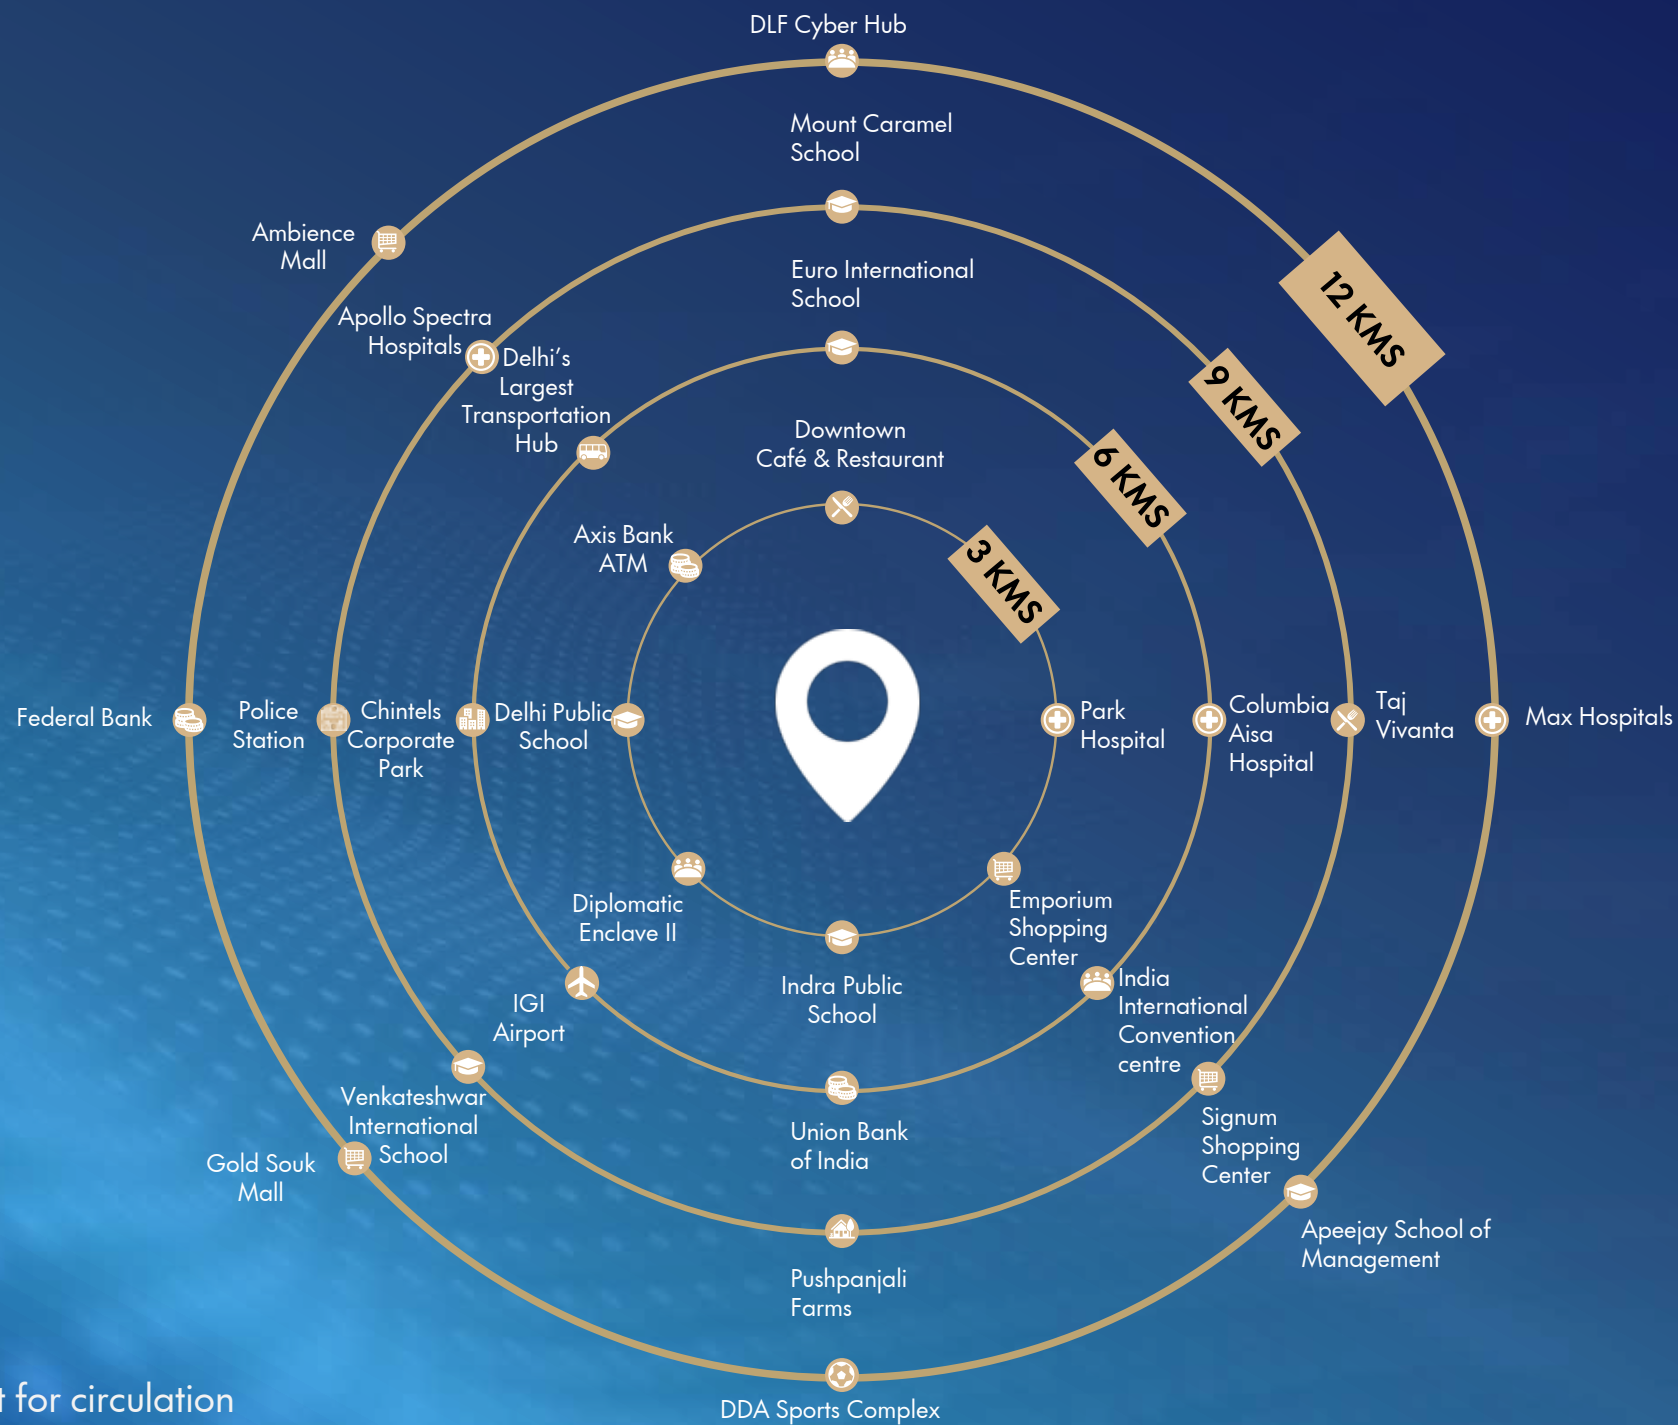 DLF Cyber Hub
Mount Caramel
School
Ambience
Mall
Euro International
School
12 KMS
Apollo Spectra
Hospitals
Delhi’s
Largest
Transportation
Hub
9 KMS
Downtown
Café & Restaurant
6 KMS
Axis Bank
ATM
3 KMS
Federal Bank
Police
Station
Chintels
Corporate
Park
Delhi Public
School
Park
Hospital
Columbia
Aisa
Hospital
Taj
Vivanta
Max Hospitals
Diplomatic
Enclave II
Emporium
Shopping
Center
Indra Public
School
India
International
Convention
centre
IGI
Airport
Venkateshwar
International
School
Union Bank
of India
Signum
Shopping
Center
Gold Souk
Mall
Apeejay School of
Management
Pushpanjali
Farms
for circulation
DDA Sports Complex